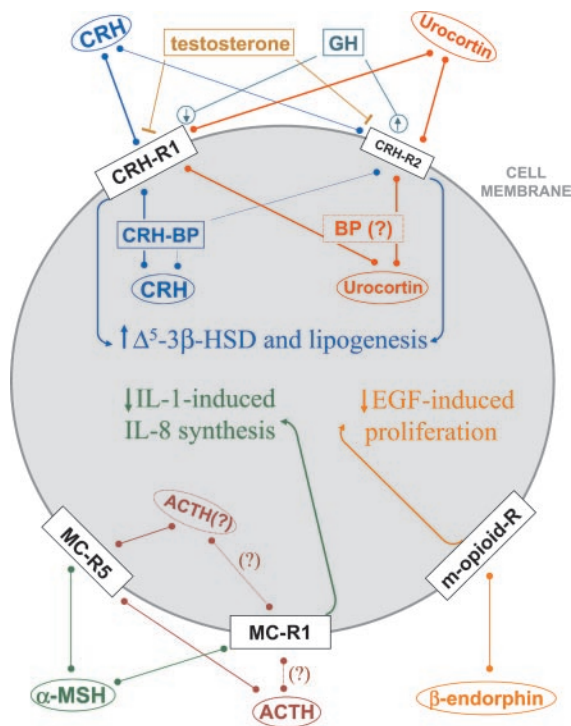 CRH
testosterone
GH
Urocortin
CRH-R1
CRH-R2
CELL
MEMBRANE
CRH-BP
BP (?)
CRH
Urocortin
↑Δ⁵-3β-HSD and lipogenesis
↓IL-1-induced
IL-8 synthesis
↓EGF-induced
proliferation
ACTH(?)
(?)
MC-R5
m-opioid-R
MC-R1
(?)
α-MSH
ACTH
β-endorphin